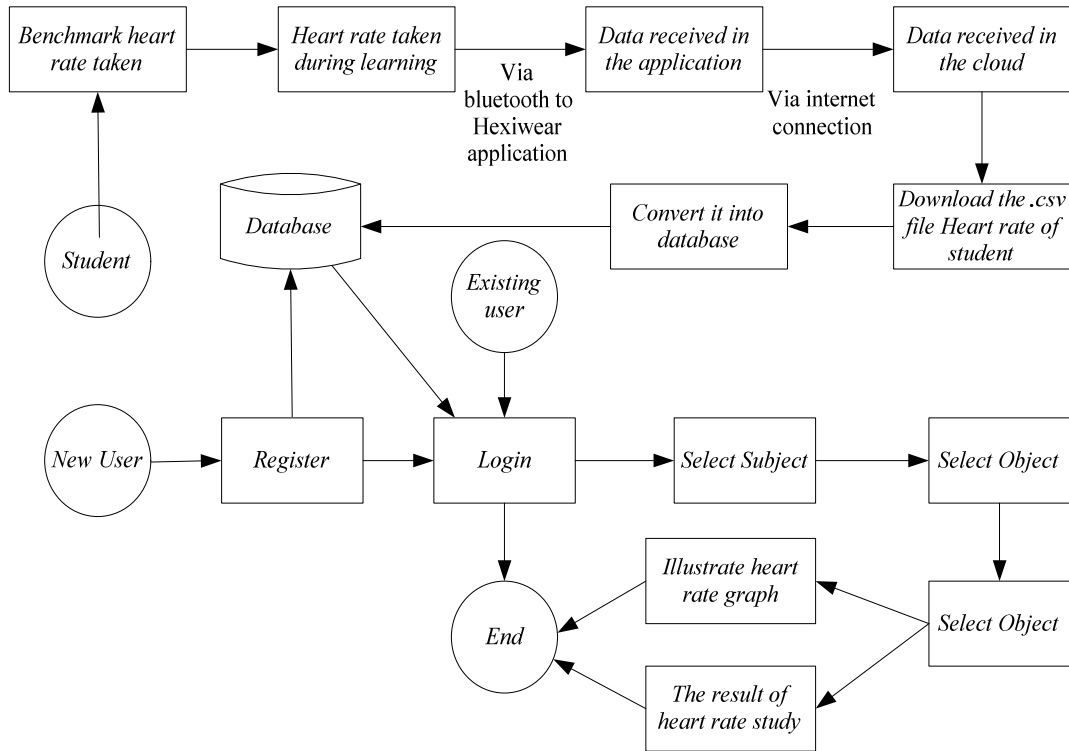 Benchmark heart
rate taken
Heart rate taken
during learning
Via
bluetooth to
Hexiwear
application
Data received in
the application
Via internet
connection
Data received in
the cloud
Student
Database
Convert it into
database
Download the .csv
file Heart rate of
student
Existing
user
New User
Register
Login
Select Subject
Select Object
Illustrate heart
rate graph
End
Select Object
The result of
heart rate study